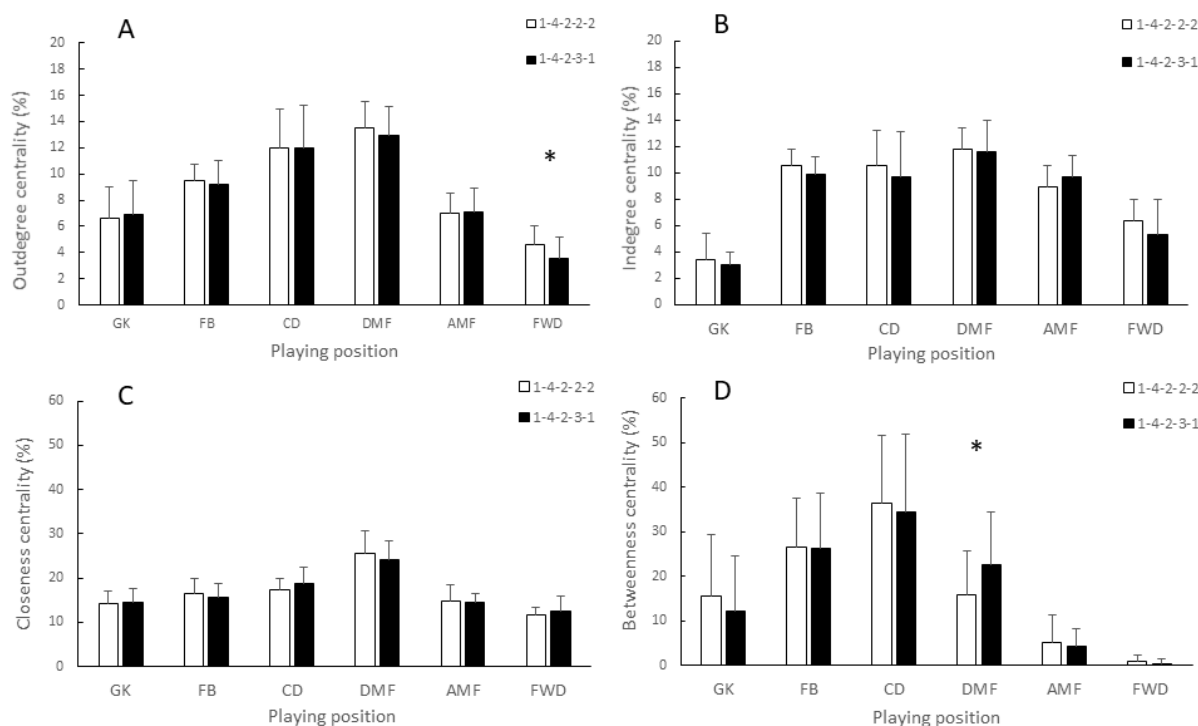 A
1-4-2-2-2
1-4-2-3-1
Outdegree centrality (%)
20
18
16
14
12
10
8
6
4
2
0
*
GK FB CD DMF AMF FWD
Playing position
B
1-4-2-2-2
1-4-2-3-1
Indegree centrality (%)
20
18
16
14
12
10
8
6
4
2
0
GK FB CD DMF AMF FWD
Playing position
C
1-4-2-2-2
1-4-2-3-1
Closeness centrality (%)
60
50
40
30
20
10
0
GK FB CD DMF AMF FWD
Playing position
D
1-4-2-2-2
1-4-2-3-1
Betweenness centrality (%)
60
50
40
30
20
10
0
*
GK FB CD DMF AMF FWD
Playing position